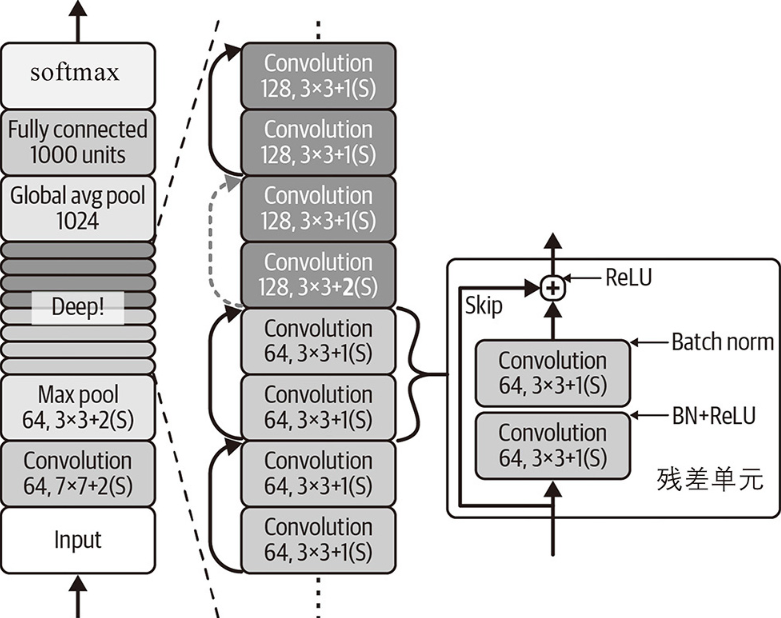 softmax
Fully connected
1000 units
Global avg pool
1024
Deep!
Max pool
64, 3×3+2(S)
Convolution
64, 7×7+2(S)
Input
Convolution
128, 3×3+1(S)
Convolution
128, 3×3+1(S)
Convolution
128, 3×3+1(S)
Convolution
128, 3×3+2(S)
Convolution
64, 3×3+1(S)
Convolution
64, 3×3+1(S)
Convolution
64, 3×3+1(S)
Convolution
64, 3×3+1(S)
ReLU
Skip
Batch norm
Convolution
64, 3×3+1(S)
BN+ReLU
Convolution
64, 3×3+1(S)
残差单元